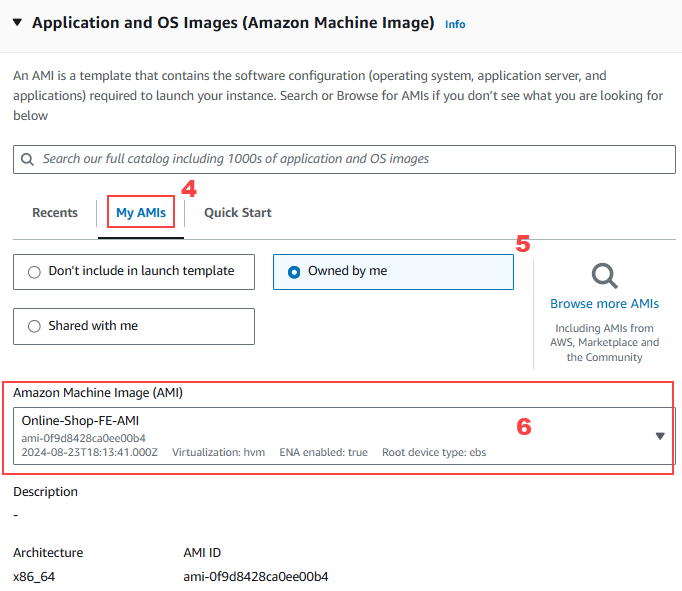 Application and OS Images (Amazon Machine Image) Info
An AMI is a template that contains the software configuration (operating system, application server, and
applications) required to launch your instance. Search or Browse for AMIs if you don't see what you are looking for
below
Search our full catalog including 1000s of application and OS images
4
Recents My AMIs Quick Start
5
Don't include in launch template Owned by me
Shared with me
Browse more AMIs
Including AMIs from
AWS, Marketplace and
the Community
Amazon Machine Image (AMI)
Online-Shop-FE-AMI
6
ami-0f9d8428ca0ee00b4
2024-08-23T18:13:41.000Z Virtualization: hvm ENA enabled: true Root device type: ebs
Description
-
Architecture AMI ID
x86_64 ami-0f9d8428ca0ee00b4